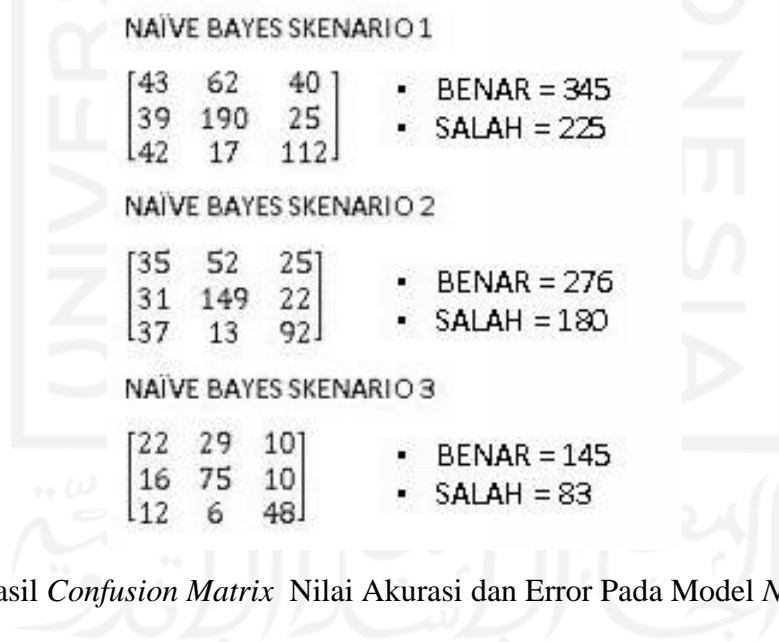 NAÏVE BAYES SKENARIO 1
43 62 40
39 190 25
42 17 112
▪ BENAR = 345
▪ SALAH = 225
NAÏVE BAYES SKENARIO 2
35 52 25
31 149 22
37 13 92
▪ BENAR = 276
▪ SALAH = 180
NAÏVE BAYES SKENARIO 3
22 29 10
16 75 10
12 6 48
▪ BENAR = 145
▪ SALAH = 83
Confusion Matrix Nilai Akurasi dan Error Pada Model